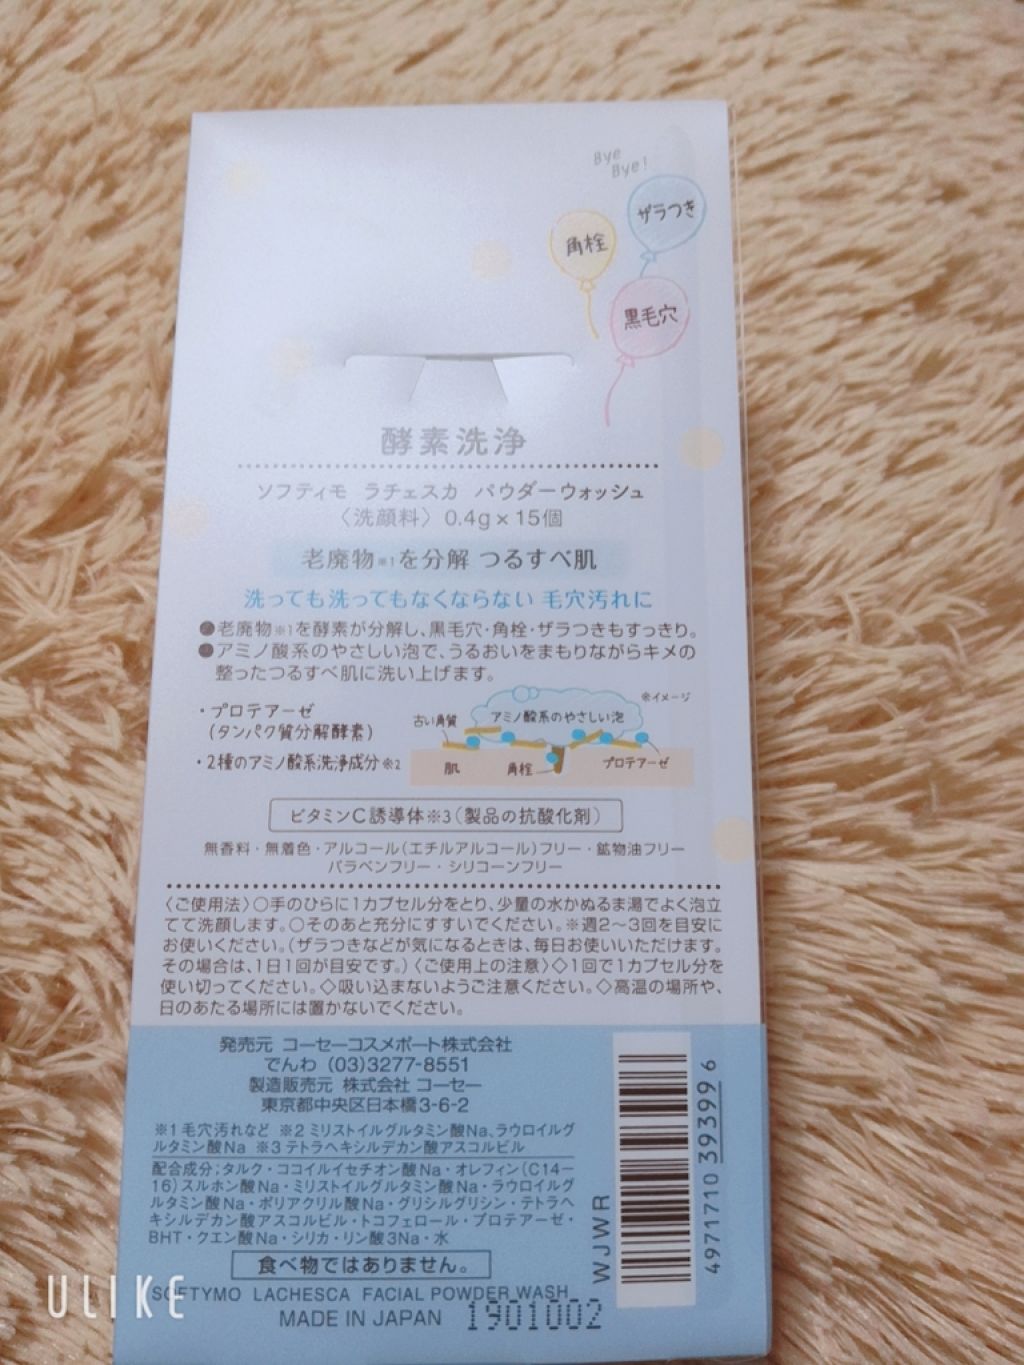 Bye
Bye!
ザラつき
角栓
黒毛穴
酵素洗浄
ソフティモ ラチェスカ パウダーウォッシュ
〈洗顔料〉0.4g×15個
老廃物※1を分解 つるすべ肌
洗っても洗ってもなくならない 毛穴汚れに
●老廃物※1を酵素が分解し、黒毛穴・角栓・ザラつきもすっきり。
●アミノ酸系のやさしい泡で、うるおいをまもりながらキメの
整ったつるすべ肌に洗い上げます。
・プロテアーゼ
(タンパク質分解酵素)
・2種のアミノ酸系洗浄成分※2
※イメージ
古い角質
アミノ酸系のやさしい泡
肌
角栓
プロテアーゼ
ビタミンC誘導体※3(製品の抗酸化剤)
無香料・無着色・アルコール(エチルアルコール)フリー・鉱物油フリー
パラベンフリー・シリコーンフリー
〈ご使用法〉○手のひらに1カプセル分をとり、少量の水かぬるま湯でよく泡立
てて洗顔します。○そのあと充分にすすいでください。※週2〜3回を目安に
お使いください。(ザラつきなどが気になるときは、毎日お使いいただけます。
その場合は、1日1回が目安です。)〈ご使用上の注意〉◇1回で1カプセル分を
使い切ってください。◇吸い込まないようご注意ください。◇高温の場所や、
日のあたる場所には置かないでください。
発売元 コーセーコスメポート株式会社
でんわ (03)3277-8551
製造販売元 株式会社 コーセー
東京都中央区日本橋3-6-2
※1 毛穴汚れなど ※2 ミリストイルグルタミン酸Na、ラウロイルグ
ルタミン酸Na ※3 テトラヘキシルデカン酸アスコルビル
配合成分；タルク・ココイルイセチオン酸Na・オレフィン(C14－
16)スルホン酸Na・ミリストイルグルタミン酸Na・ラウロイルグ
ルタミン酸Na・ポリアクリル酸Na・グリシルグリシン・テトラヘ
キシルデカン酸アスコルビル・トコフェロール・プロテアーゼ・
BHT・クエン酸Na・シリカ・リン酸3Na・水
食べ物ではありません。
SOFTYMO LACHESCA FACIAL POWDER WASH
MADE IN JAPAN
1901002
WJWR
4971710 393996
ULIKE